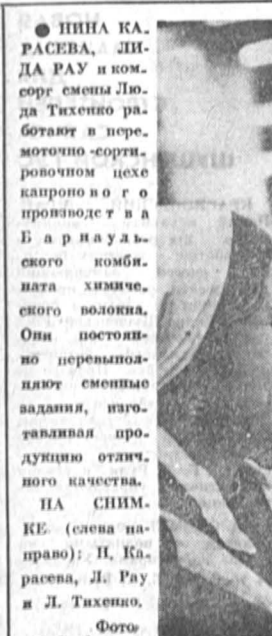 ● НИНА КА-
РАСЕВА, ЛИ-
ДА РАУ и ком-
сорг смены Лю-
да Тихенко ра-
ботают в пере-
моточно-сорти-
ровочном цехе
капронового
производства
Барнауль-
ского комби-
ната химиче-
ского волокна.
Они постоян-
но перевыпол-
няют сменные
задания, изго-
тавливая про-
дукцию отлич-
ного качества.
НА СНИМ-
КЕ (слева на-
право): Н. Ка-
расева, Л. Рау
и Л. Тихенко.
Фото